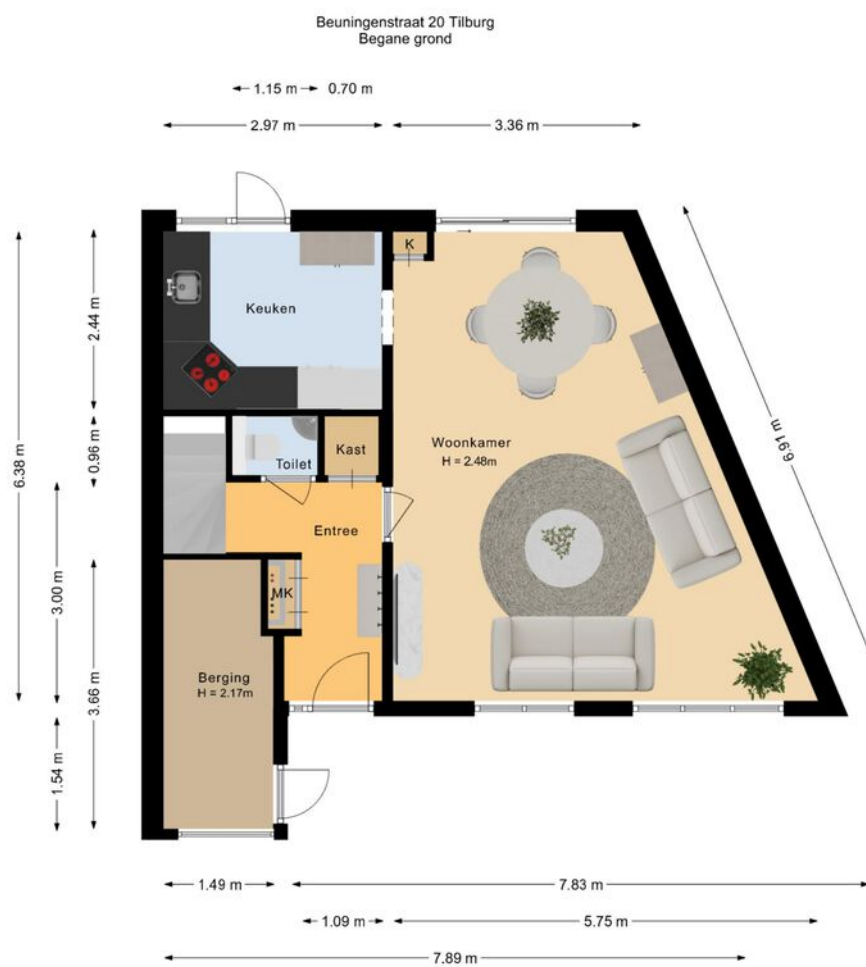 Beuningenstraat 20 Tilburg
Begane grond
1.15 m
0.70 m
2.97 m
3.36 m
K
Keuken
2.44 m
6.91 m
6.38 m
0.96 m
Toilet
Kast
Woonkamer
H = 2.48m
Entree
3.00 m
MK
3.66 m
Berging
H = 2.17m
1.54 m
1.49 m
7.83 m
1.09 m
5.75 m
7.89 m